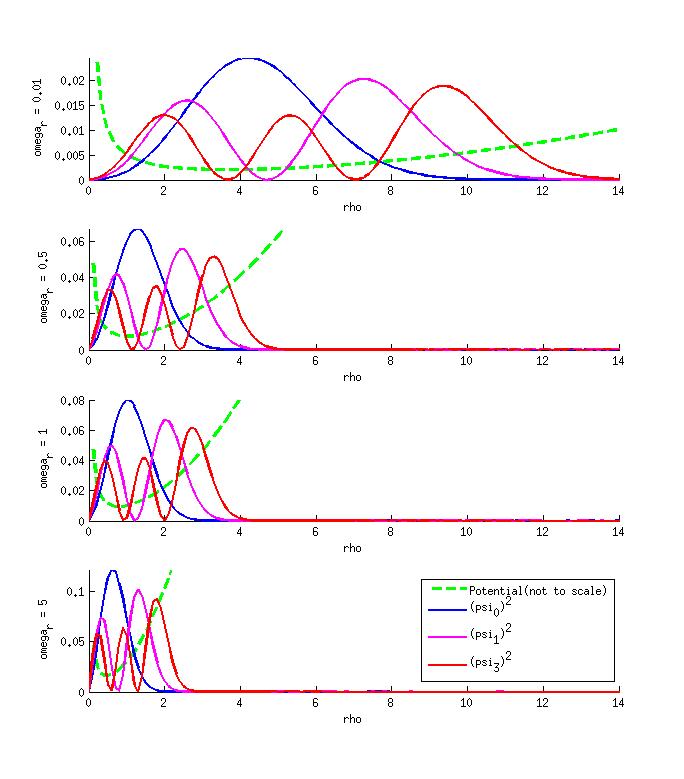 omega_r = 0.01
0.02
0.015
0.01
0.005
0
0 2 4 6 8 10 12 14
rho
omega_r = 0.5
0.06
0.04
0.02
0
0 2 4 6 8 10 12 14
rho
omega_r = 1
0.08
0.06
0.04
0.02
0
0 2 4 6 8 10 12 14
rho
omega_r = 5
0.1
0.05
0
0 2 4 6 8 10 12 14
rho
Potential(not to scale)
(psi_0)^2
(psi_1)^2
(psi_3)^2